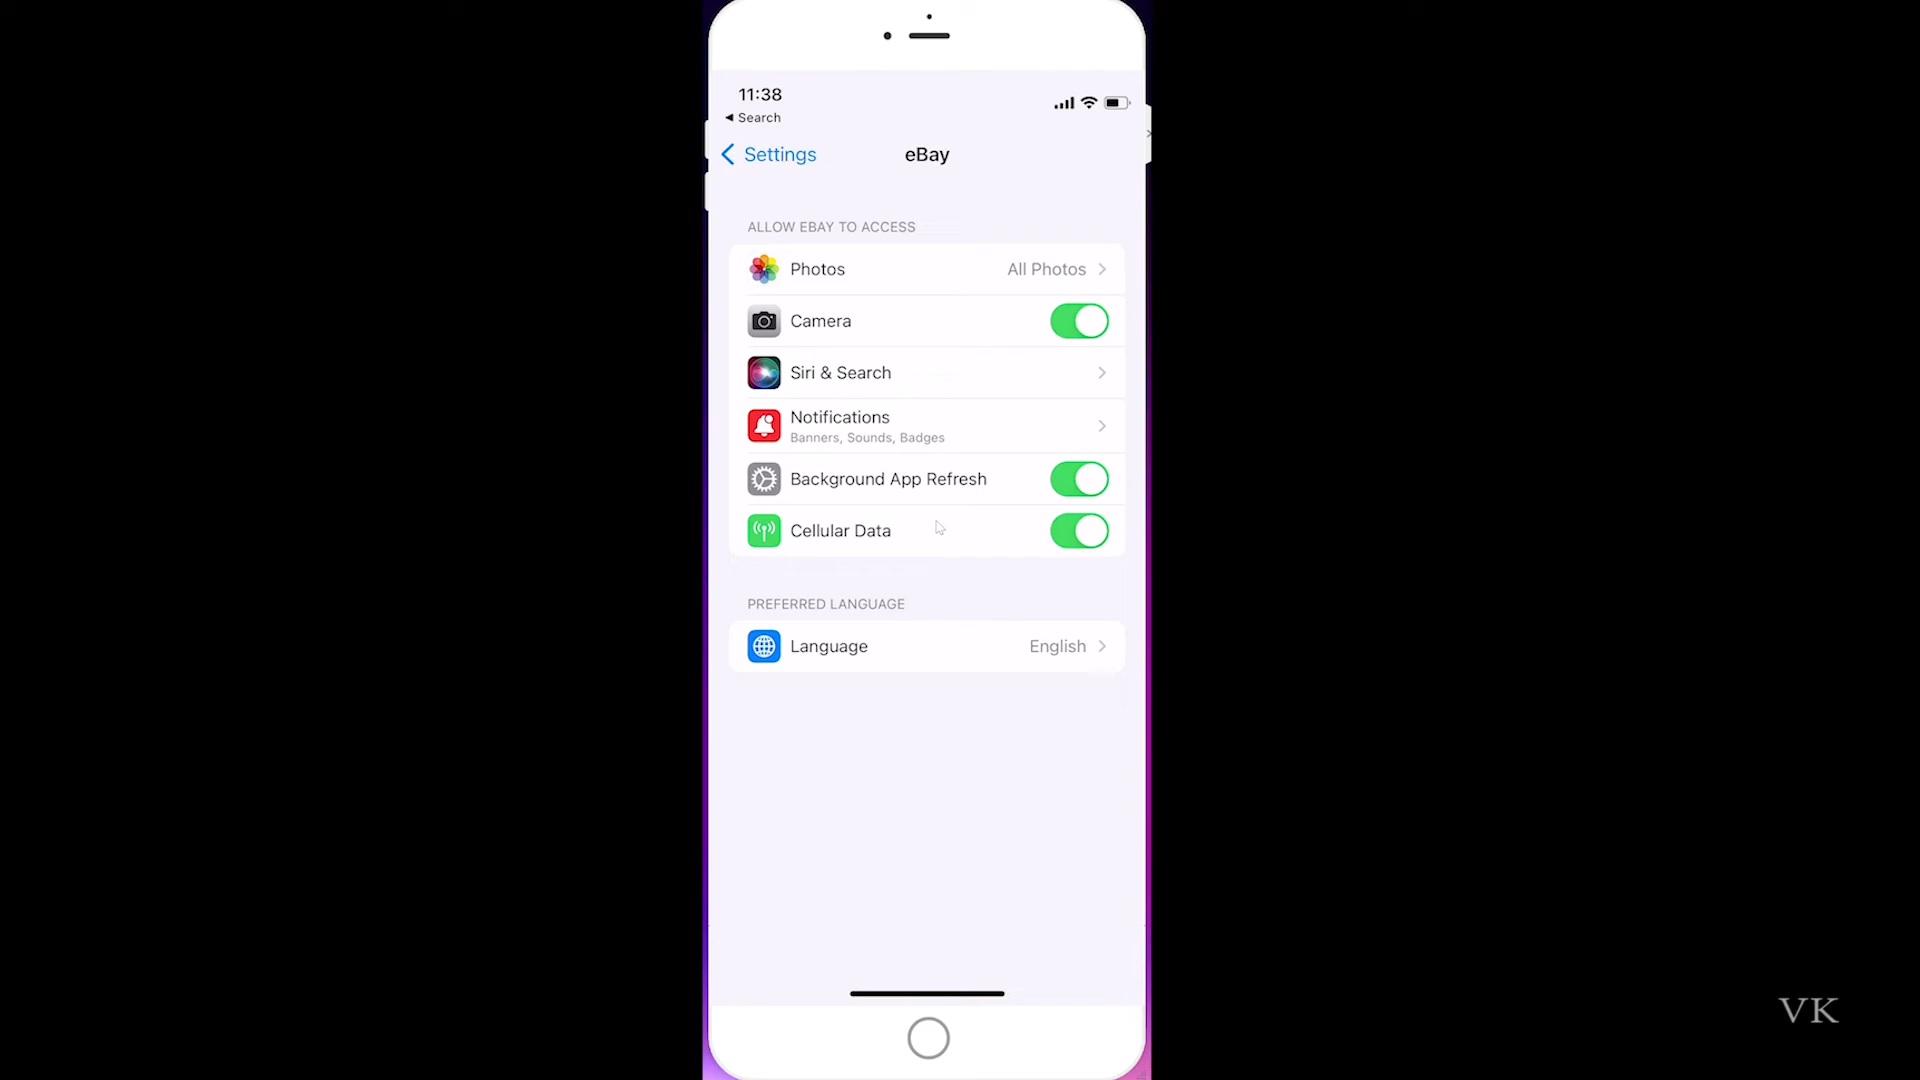 11:38
◀ Search
Settings
eBay
ALLOW EBAY TO ACCESS
Photos
All Photos
Camera
Siri & Search
Notifications
Banners, Sounds, Badges
Background App Refresh
Cellular Data
PREFERRED LANGUAGE
Language
English
VK